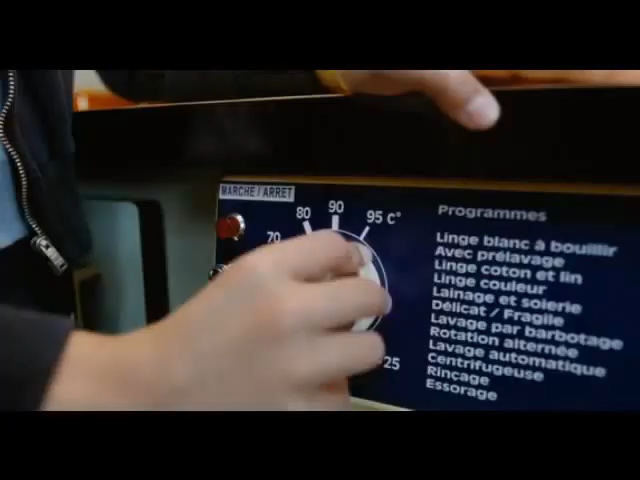 MARCHE / ARRET
70
80
90
95 C°
25
Programmes
Linge blanc à bouillir
Avec prélavage
Linge coton et lin
Linge couleur
Lainage et soierie
Délicat / Fragile
Lavage par barbotage
Rotation alternée
Lavage automatique
Centrifugeuse
Rinçage
Essorage